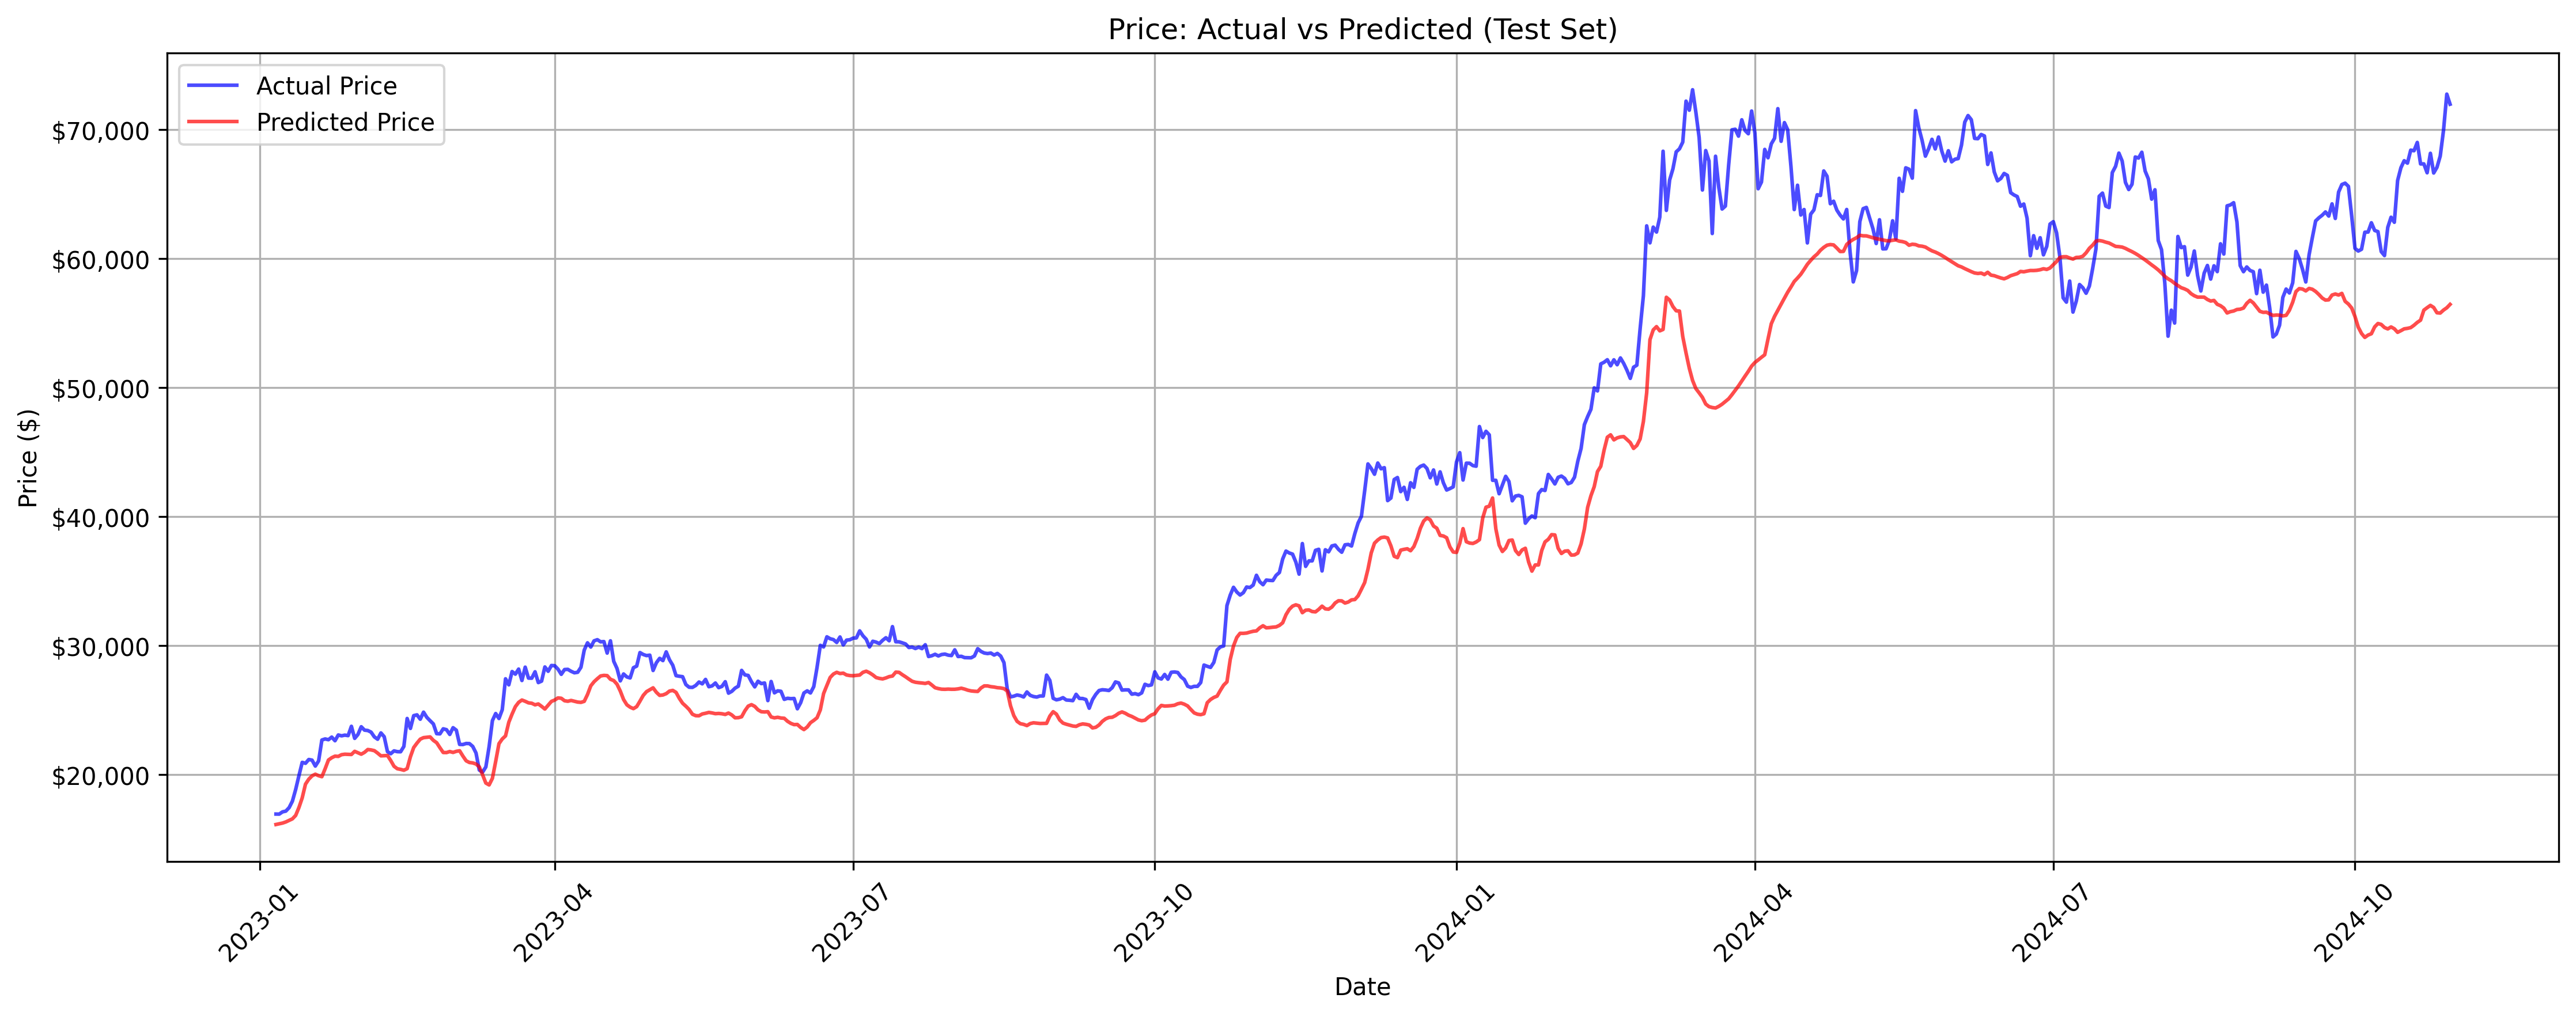 Price: Actual vs Predicted (Test Set)
Actual Price
Predicted Price
$70,000
$60,000
$50,000
$40,000
$30,000
$20,000
Price ($)
2023-01
2023-04
2023-07
2023-10
2024-01
2024-04
2024-07
2024-10
Date